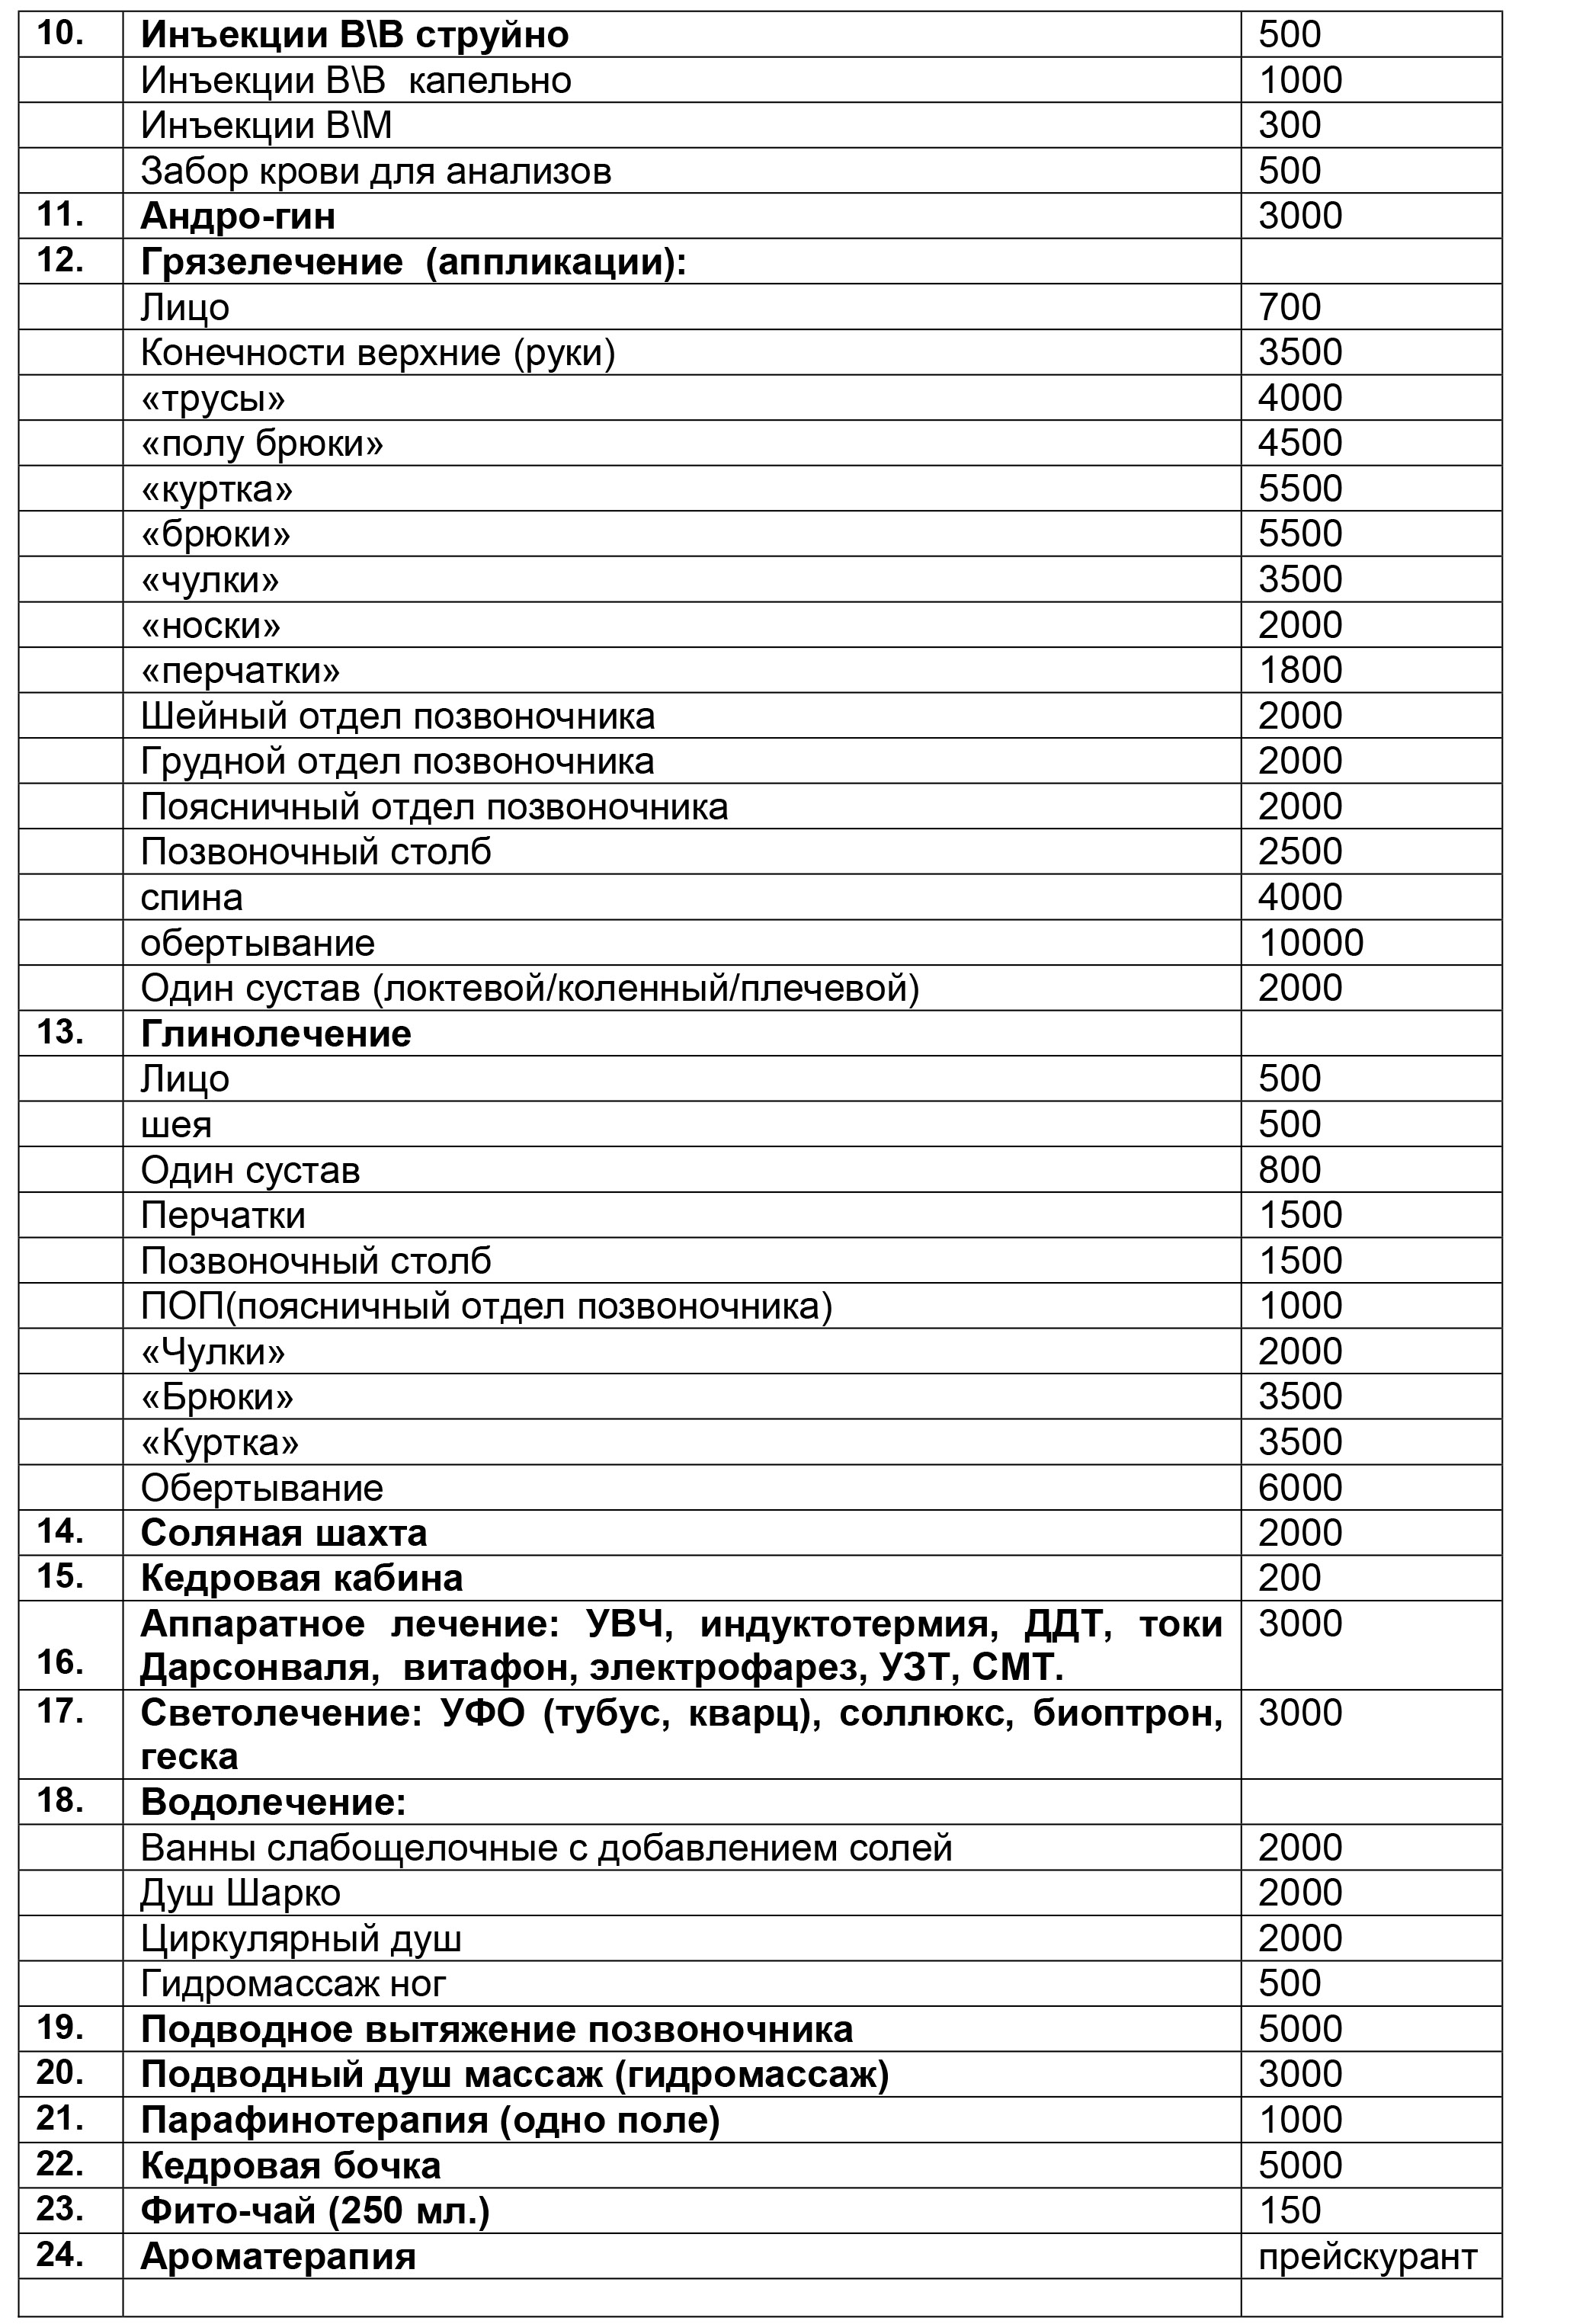 10. Инъекции В\В струйно 500
Инъекции В\В  капельно 1000
Инъекции В\М 300
Забор крови для анализов 500
11. Андро-гин 3000
12. Грязелечение  (аппликации):
Лицо 700
Конечности верхние (руки) 3500
«трусы» 4000
«полу брюки» 4500
«куртка» 5500
«брюки» 5500
«чулки» 3500
«носки» 2000
«перчатки» 1800
Шейный отдел позвоночника 2000
Грудной отдел позвоночника 2000
Поясничный отдел позвоночника 2000
Позвоночный столб 2500
спина 4000
обертывание 10000
Один сустав (локтевой/коленный/плечевой) 2000
13. Глинолечение
Лицо 500
шея 500
Один сустав 800
Перчатки 1500
Позвоночный столб 1500
ПОП(поясничный отдел позвоночника) 1000
«Чулки» 2000
«Брюки» 3500
«Куртка» 3500
Обертывание 6000
14. Соляная шахта 2000
15. Кедровая кабина 200
Аппаратное лечение: УВЧ, индуктотермия, ДДТ, токи 3000
16. Дарсонваля,  витафон, электрофарез, УЗТ, СМТ.
17. Светолечение: УФО (тубус, кварц), соллюкс, биоптрон, 3000
геска
18. Водолечение:
Ванны слабощелочные с добавлением солей 2000
Душ Шарко 2000
Циркулярный душ 2000
Гидромассаж ног 500
19. Подводное вытяжение позвоночника 5000
20. Подводный душ массаж (гидромассаж) 3000
21. Парафинотерапия (одно поле) 1000
22. Кедровая бочка 5000
23. Фито-чай (250 мл.) 150
24. Ароматерапия прейскурант